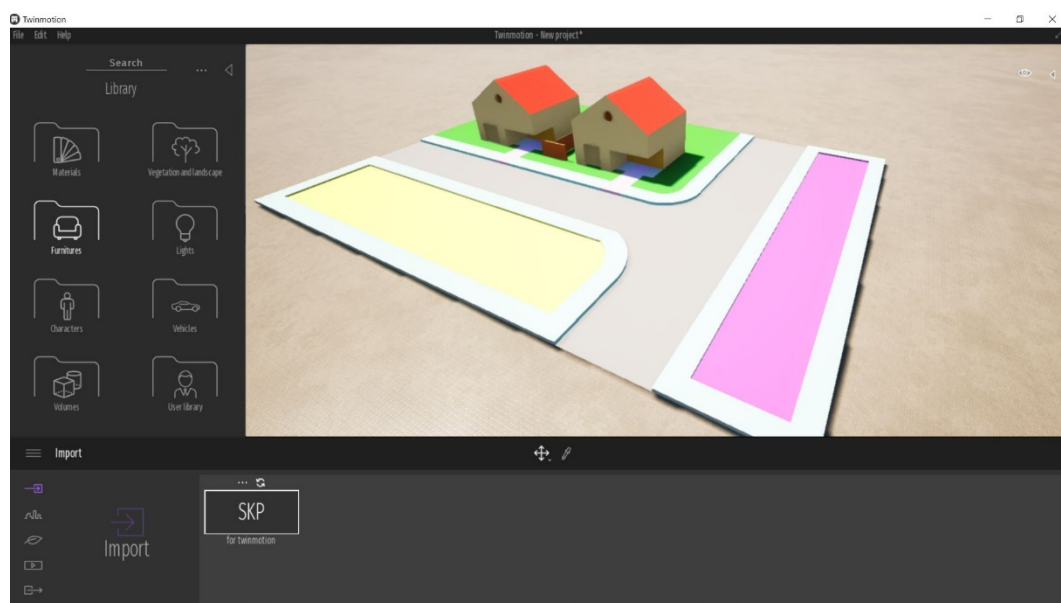 Twinmotion
File Edit Help
Twinmotion - New project*
Search
...
Library
Materials
Vegetation and landscape
Furnitures
Lights
Characters
Vehicles
Volumes
User library
Import
...
SKP
for twinmotion
Import